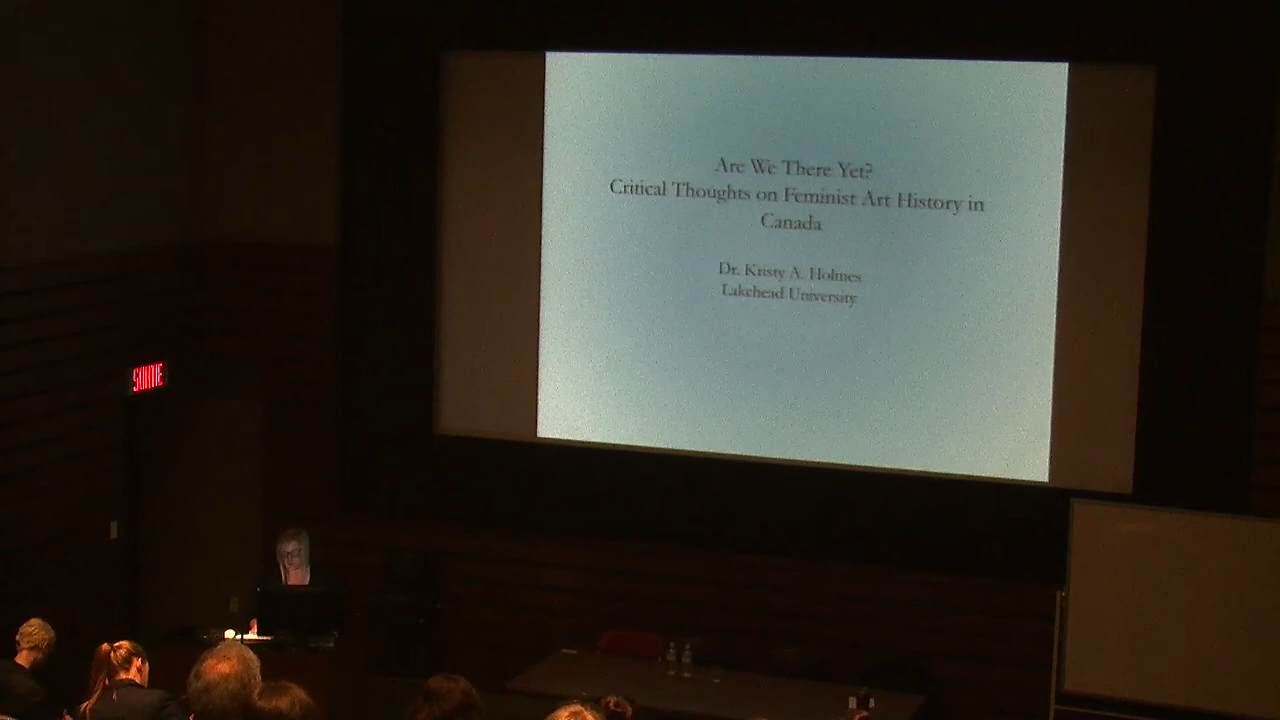 Are We There Yet?
Critical Thoughts on Feminist Art History in
Canada
Dr. Kristy A. Holmes
Lakehead University
SORTIE